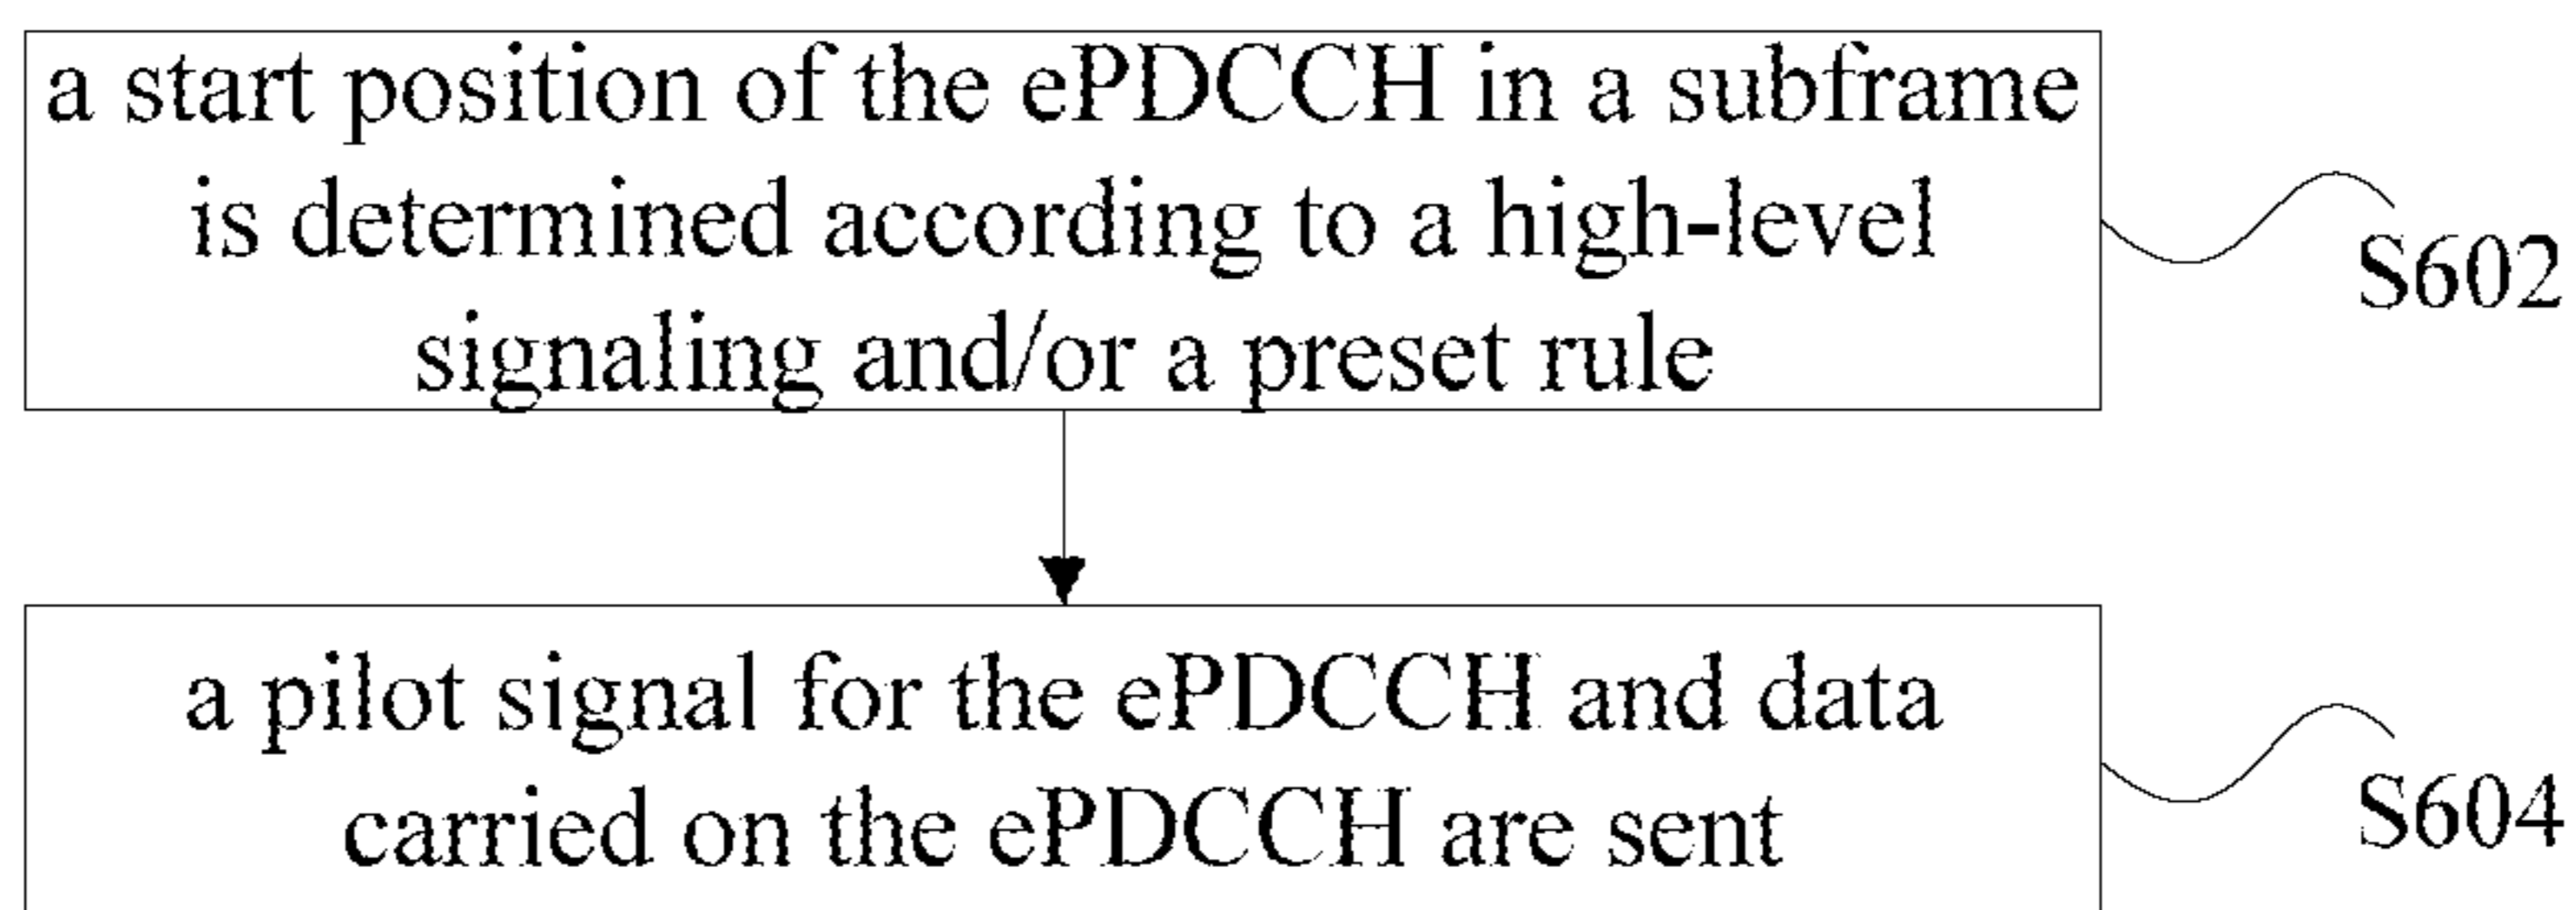 a start position of the ePDCCH in a subframe
is determined according to a high-level
signaling and/or a preset rule
S602
a pilot signal for the ePDCCH and data
carried on the ePDCCH are sent
S604